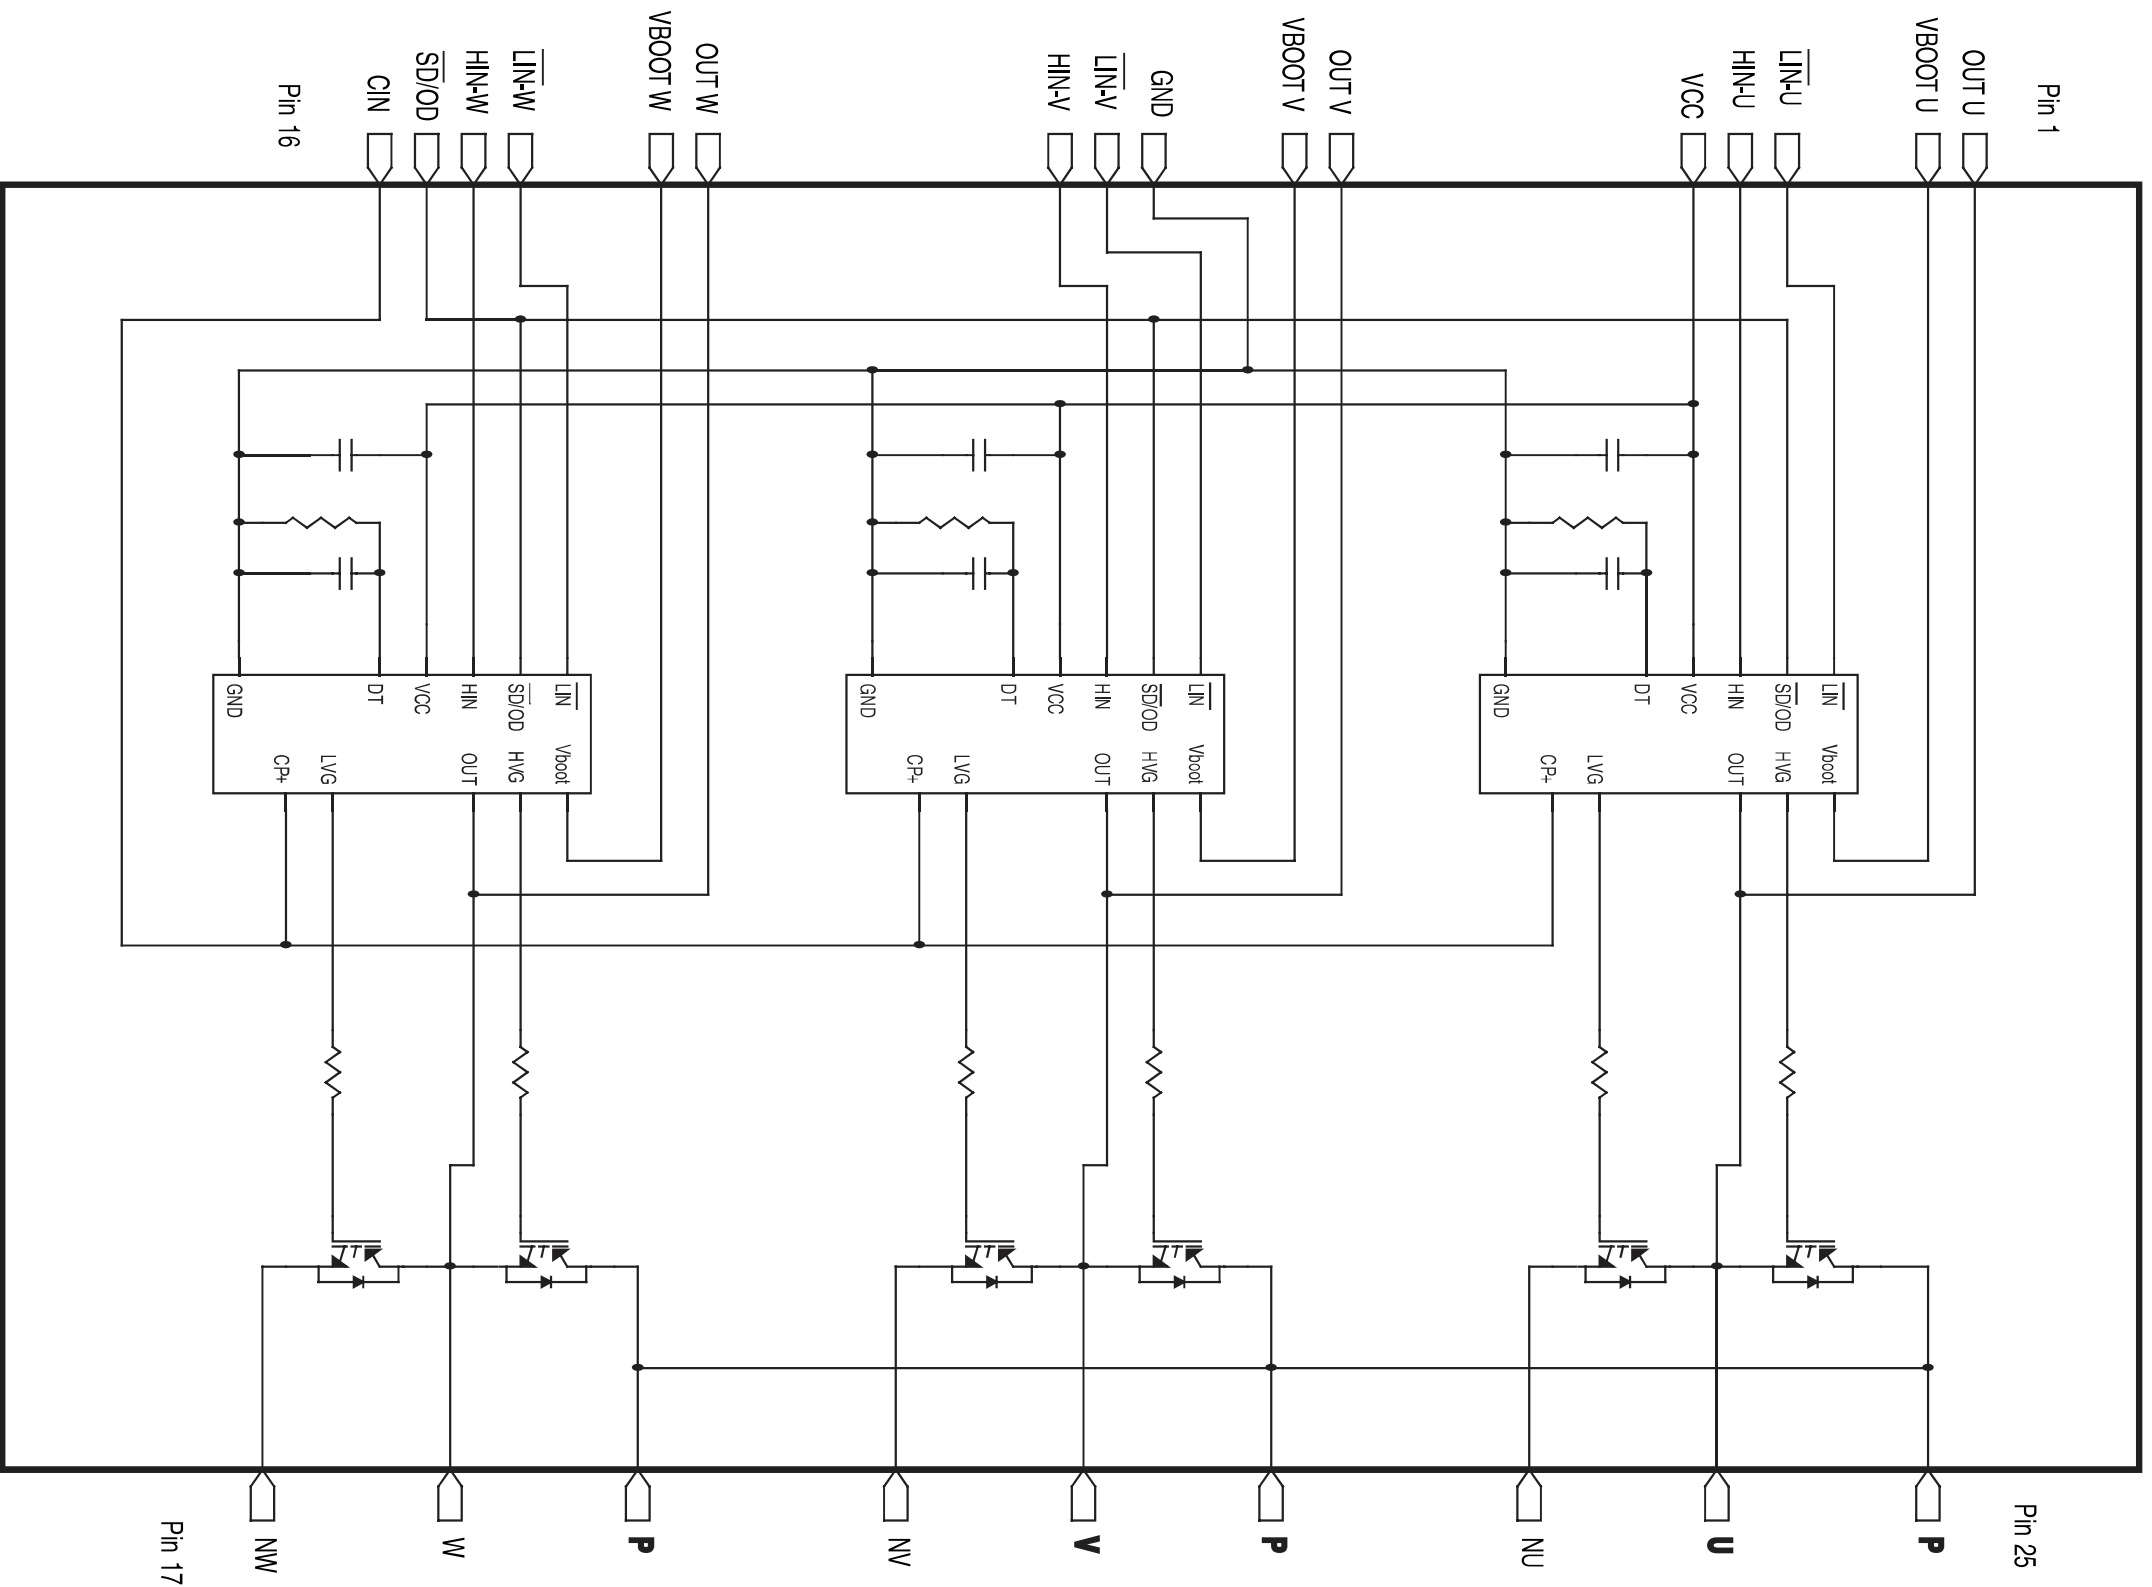 Pin 1
OUT U
VBOOT U
LIN-U
HIN-U
VCC
OUT V
VBOOT V
GND
LIN-V
HIN-V
OUT W
VBOOT W
LIN-W
HIN-W
SD/OD
CIN
Pin 16
LIN
SD/OD
HIN
VCC
DT
GND
Vboot
HVG
OUT
LVG
CP+
LIN
SD/OD
HIN
VCC
DT
GND
Vboot
HVG
OUT
LVG
CP+
LIN
SD/OD
HIN
VCC
DT
GND
Vboot
HVG
OUT
LVG
CP+
Pin 25
P
U
NU
P
V
NV
P
W
NW
Pin 17